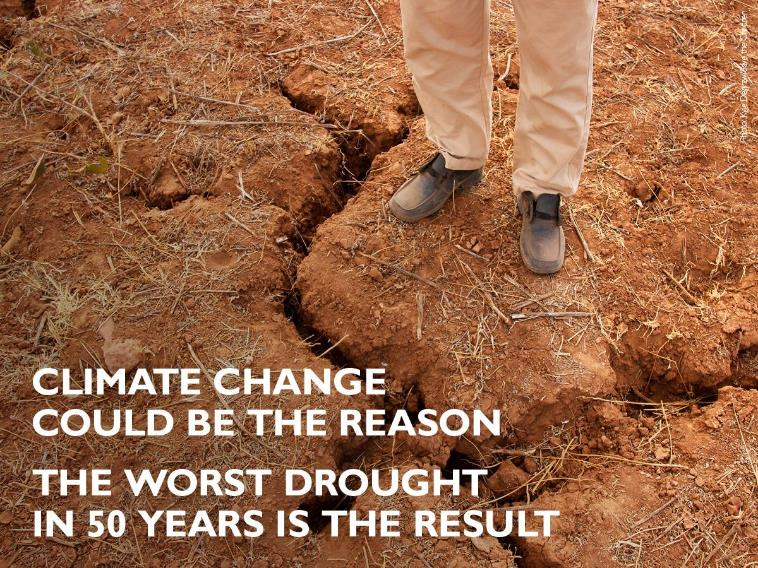 CLIMATE CHANGE
COULD BE THE REASON
THE WORST DROUGHT
IN 50 YEARS IS THE RESULT